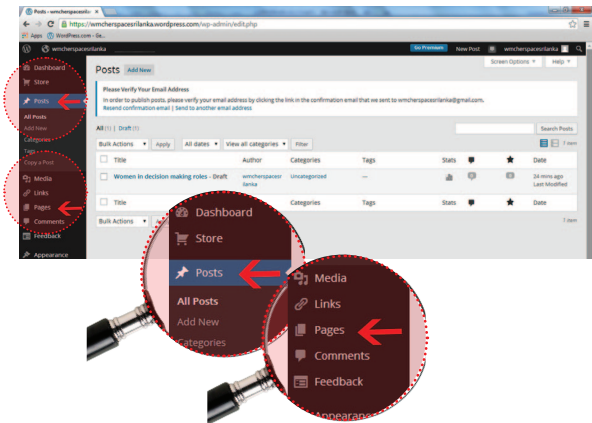 Posts ‹ wmcherspacesrila
https://wmcherspacesrilanka.wordpress.com/wp-admin/edit.php
Apps WordPress.com - Ge...
wmcherspacesrilanka Go Premium New Post wmcherspacesrilanka
Screen Options Help
Dashboard
Store
Posts
All Posts
Add New
Categories
Tags
Copy a Post
Media
Links
Pages
Comments
Feedback
Appearance
Posts Add New
Please Verify Your Email Address
In order to publish posts, please verify your email address by clicking the link in the confirmation email that we sent to wmcherspacesrilanka@gmail.com.
Resend confirmation email | Send to another email address
All (1) | Draft (1) Search Posts
Bulk Actions Apply All dates View all categories Filter 1 item
Title Author Categories Tags Stats Date
Women in decision making roles - Draft wmcherspacesr Uncategorized — 0 24 mins ago
ilanka Last Modified
Title Categories Tags Stats Date
Bulk Actions 1 item
Dashboard
Store
Posts
All Posts
Add New
Categories
Media
Links
Pages
Comments
Feedback
Appearance